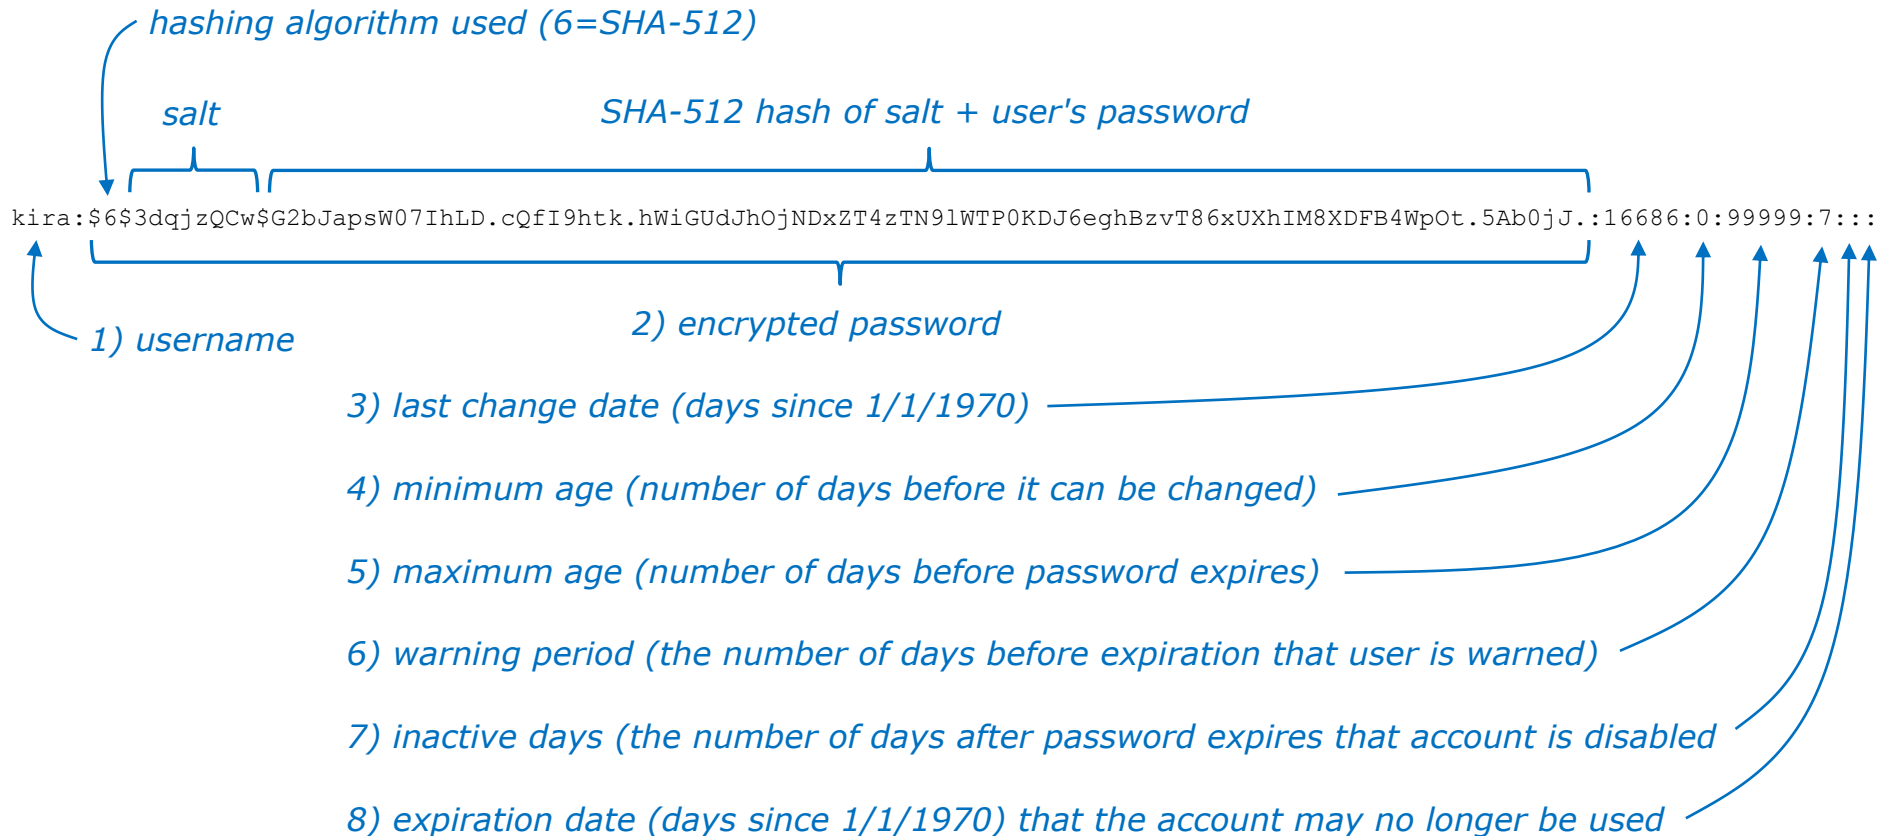 hashing algorithm used (6=SHA-512)
salt
SHA-512 hash of salt + user's password
kira:$6$3dqjzQCw$G2bJapsW07IhLD.cQfI9htk.hWiGUdJhOjNDxZT4zTN9lWTP0KDJ6eghBzvT86xUXhIM8XDFB4WpOt.5Ab0jJ.:16686:0:99999:7:::
1) username
2) encrypted password
3) last change date (days since 1/1/1970)
4) minimum age (number of days before it can be changed)
5) maximum age (number of days before password expires)
6) warning period (the number of days before expiration that user is warned)
7) inactive days (the number of days after password expires that account is disabled
8) expiration date (days since 1/1/1970) that the account may no longer be used